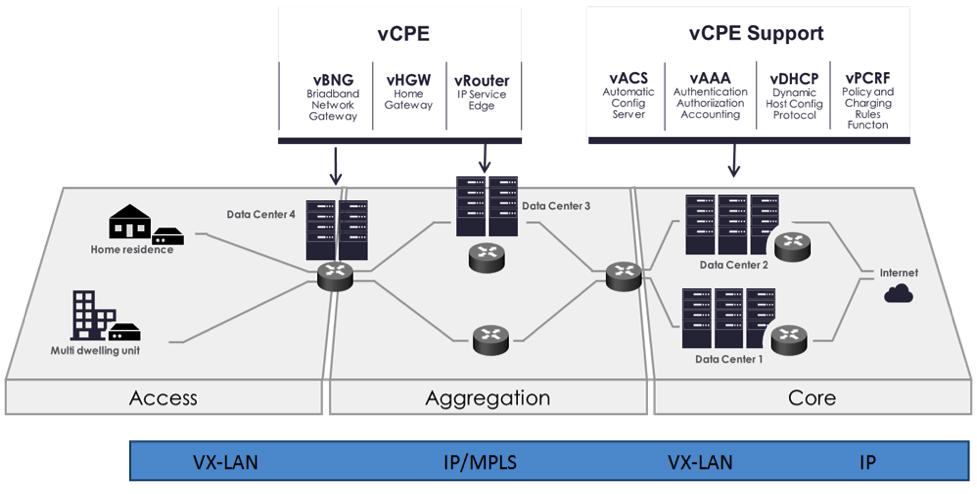 vCPE
vBNG
Briadband
Network
Gateway
vHGW
Home
Gateway
vRouter
IP Service
Edge
vCPE Support
vACS
Automatic
Config
Server
vAAA
Authentication
Authoriization
Accounting
vDHCP
Dynamic
Host Config
Protocol
vPCRF
Policy and
Charging
Rules
Functon
Data Center 4
Data Center 3
Home residence
Data Center 2
Internet
Multi dwelling unit
Data Center 1
Access
Aggregation
Core
VX-LAN
IP/MPLS
VX-LAN
IP